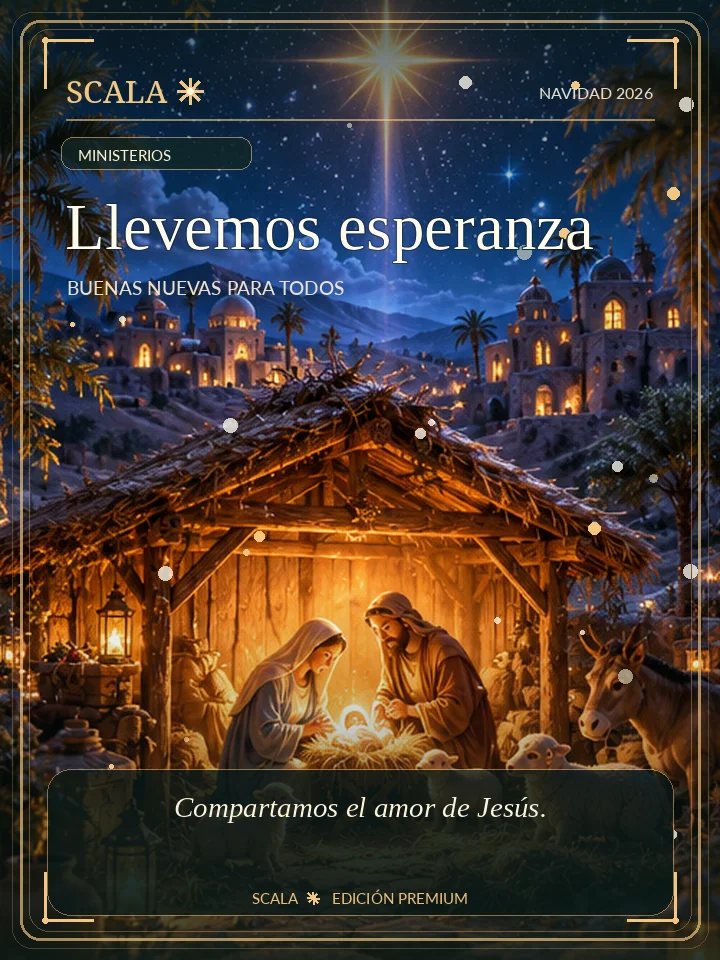 SCALA
NAVIDAD 2026
MINISTERIOS
Llevemos esperanza
BUENAS NUEVAS PARA TODOS
Compartamos el amor de Jesús.
SCALA EDICIÓN PREMIUM